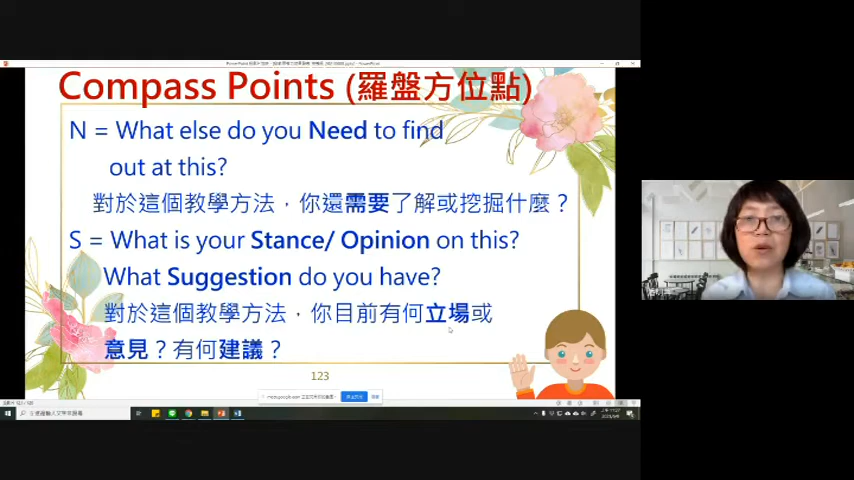 Compass Points (羅盤方位點)
N = What else do you Need to find
out at this?
對於這個教學方法，你還需要了解或挖掘什麼？
S = What is your Stance/ Opinion on this?
What Suggestion do you have?
對於這個教學方法，你目前有何立場或
意見？有何建議？
123